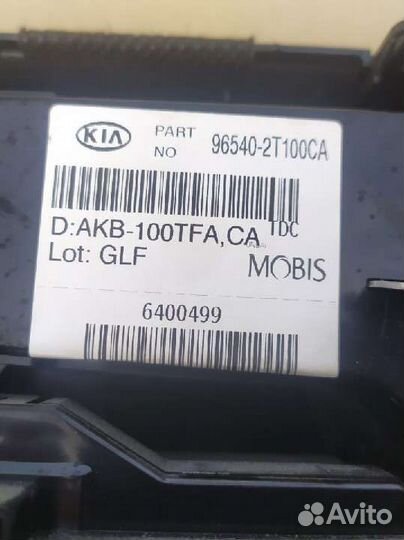 KIA PART NO 96540-2T100CA
D:AKB-100TFA,CA TDC
Lot: GLF MOBIS
6400499
Avito